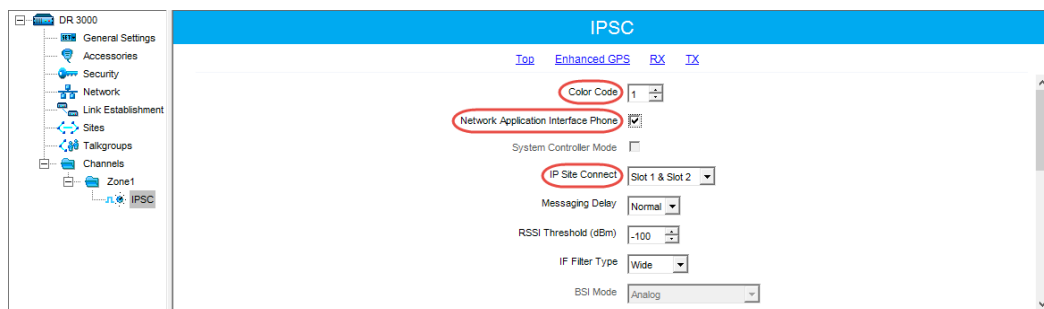 DR 3000
General Settings
Accessories
Security
Network
Link Establishment
Sites
Talkgroups
Channels
Zone1
IPSC
IPSC
Top Enhanced GPS RX TX
Color Code 1
Network Application Interface Phone
System Controller Mode
IP Site Connect Slot 1 & Slot 2
Messaging Delay Normal
RSSI Threshold (dBm) -100
IF Filter Type Wide
BSI Mode Analog